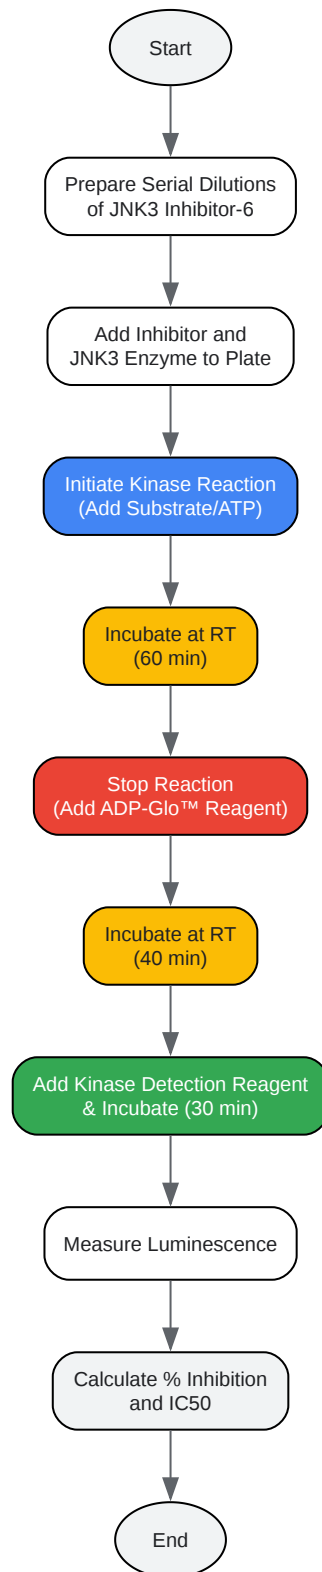 Start
Prepare Serial Dilutions
of JNK3 Inhibitor-6
Add Inhibitor and
JNK3 Enzyme to Plate
Initiate Kinase Reaction
(Add Substrate/ATP)
Incubate at RT
(60 min)
Stop Reaction
(Add ADP-Glo™ Reagent)
Incubate at RT
(40 min)
Add Kinase Detection Reagent
& Incubate (30 min)
Measure Luminescence
Calculate % Inhibition
and IC50
End